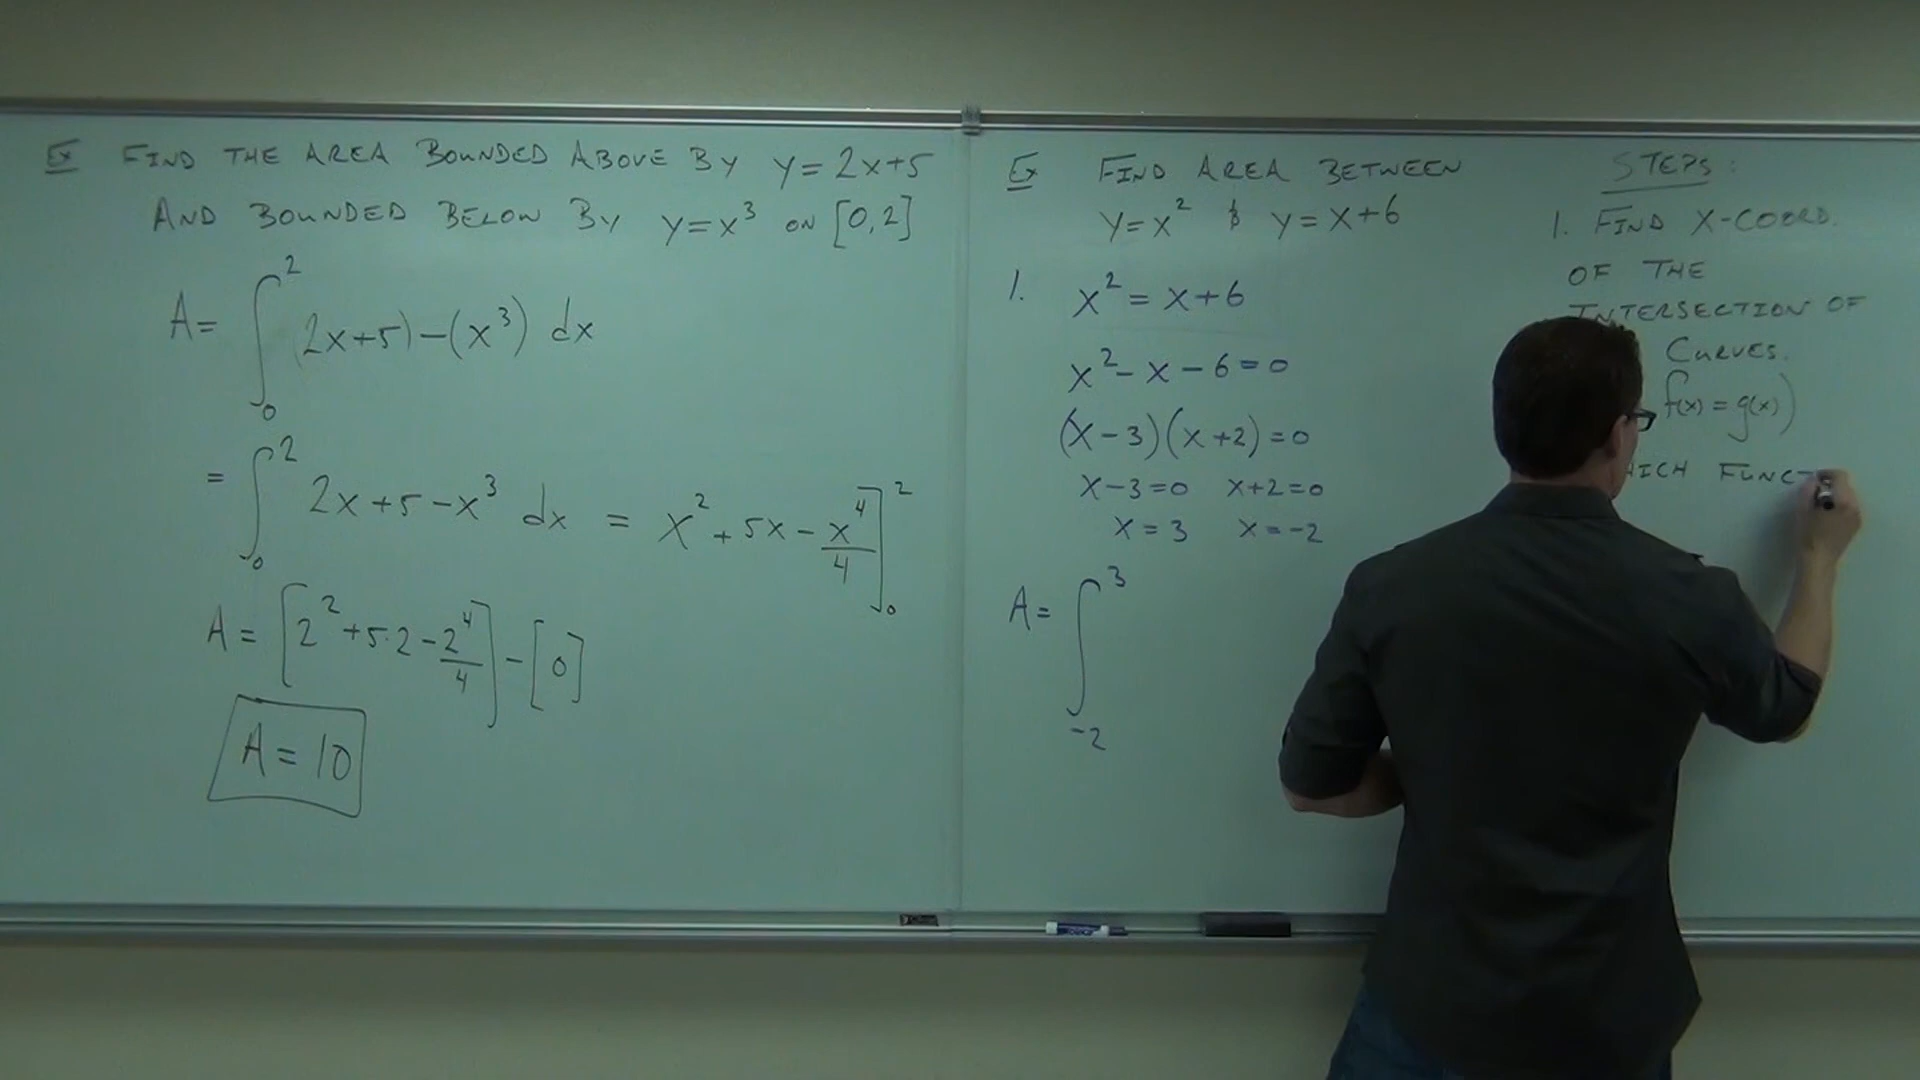 Ex FIND THE AREA BOUNDED ABOVE BY y=2x+5
AND BOUNDED BELOW BY y=x³ ON [0,2]
A= ∫₀² (2x+5)-(x³) dx
= ∫₀² 2x+5-x³ dx = x²+5x-x⁴/4]₀²
A= [2²+5·2-2⁴/4]-[0]
A=10
Ex FIND AREA BETWEEN
y=x² & y=x+6
1. x²=x+6
x²-x-6=0
(x-3)(x+2)=0
x-3=0 x+2=0
x=3 x=-2
A= ∫₋₂³
STEPS:
1. FIND X-COORD.
OF THE
INTERSECTION OF
CURVES.
f(x)=g(x))
FUNCT